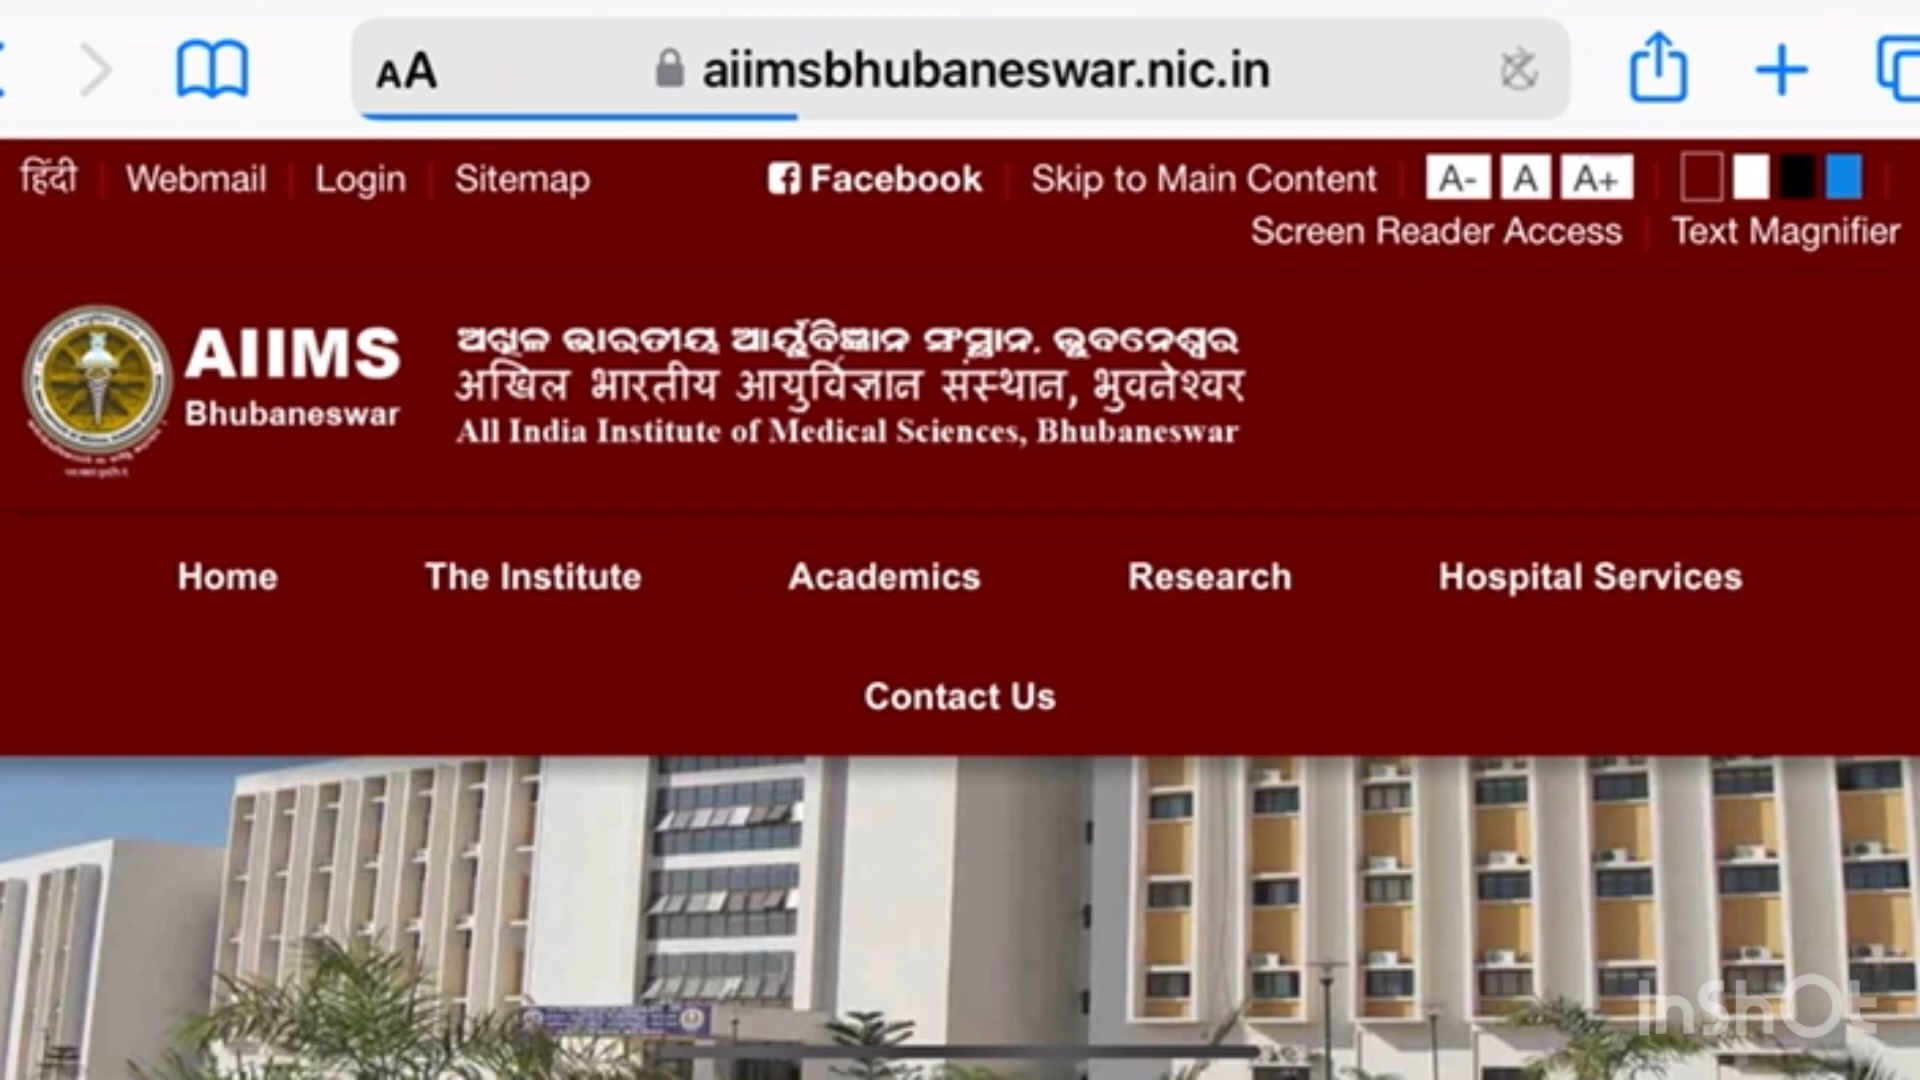 AA aiimsbhubaneswar.nic.in
हिंदी Webmail Login Sitemap Facebook Skip to Main Content A- A A+
Screen Reader Access Text Magnifier
AIIMS
Bhubaneswar
ଅଖିଳ ଭାରତୀୟ ଆୟୁର୍ବିଜ୍ଞାନ ସଂସ୍ଥାନ. ଭୁବନେଶ୍ୱର
अखिल भारतीय आयुर्विज्ञान संस्थान, भुवनेश्वर
All India Institute of Medical Sciences, Bhubaneswar
Home The Institute Academics Research Hospital Services
Contact Us
InShOt